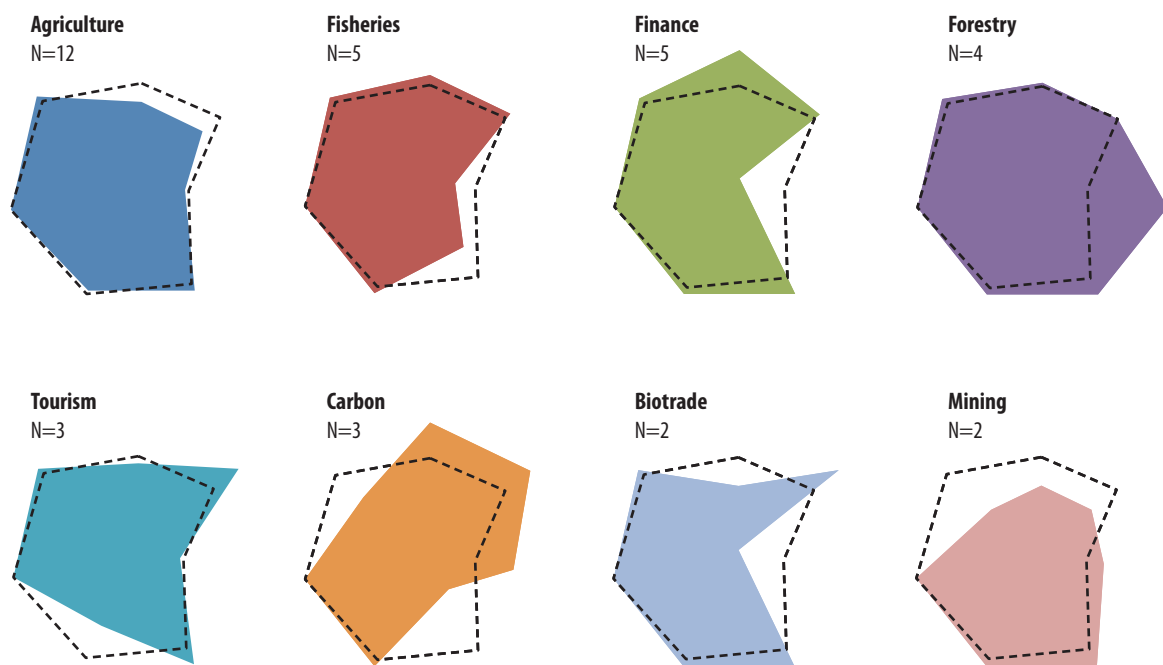 Agriculture
N=12
Fisheries
N=5
Finance
N=5
Forestry
N=4
Tourism
N=3
Carbon
N=3
Biotrade
N=2
Mining
N=2